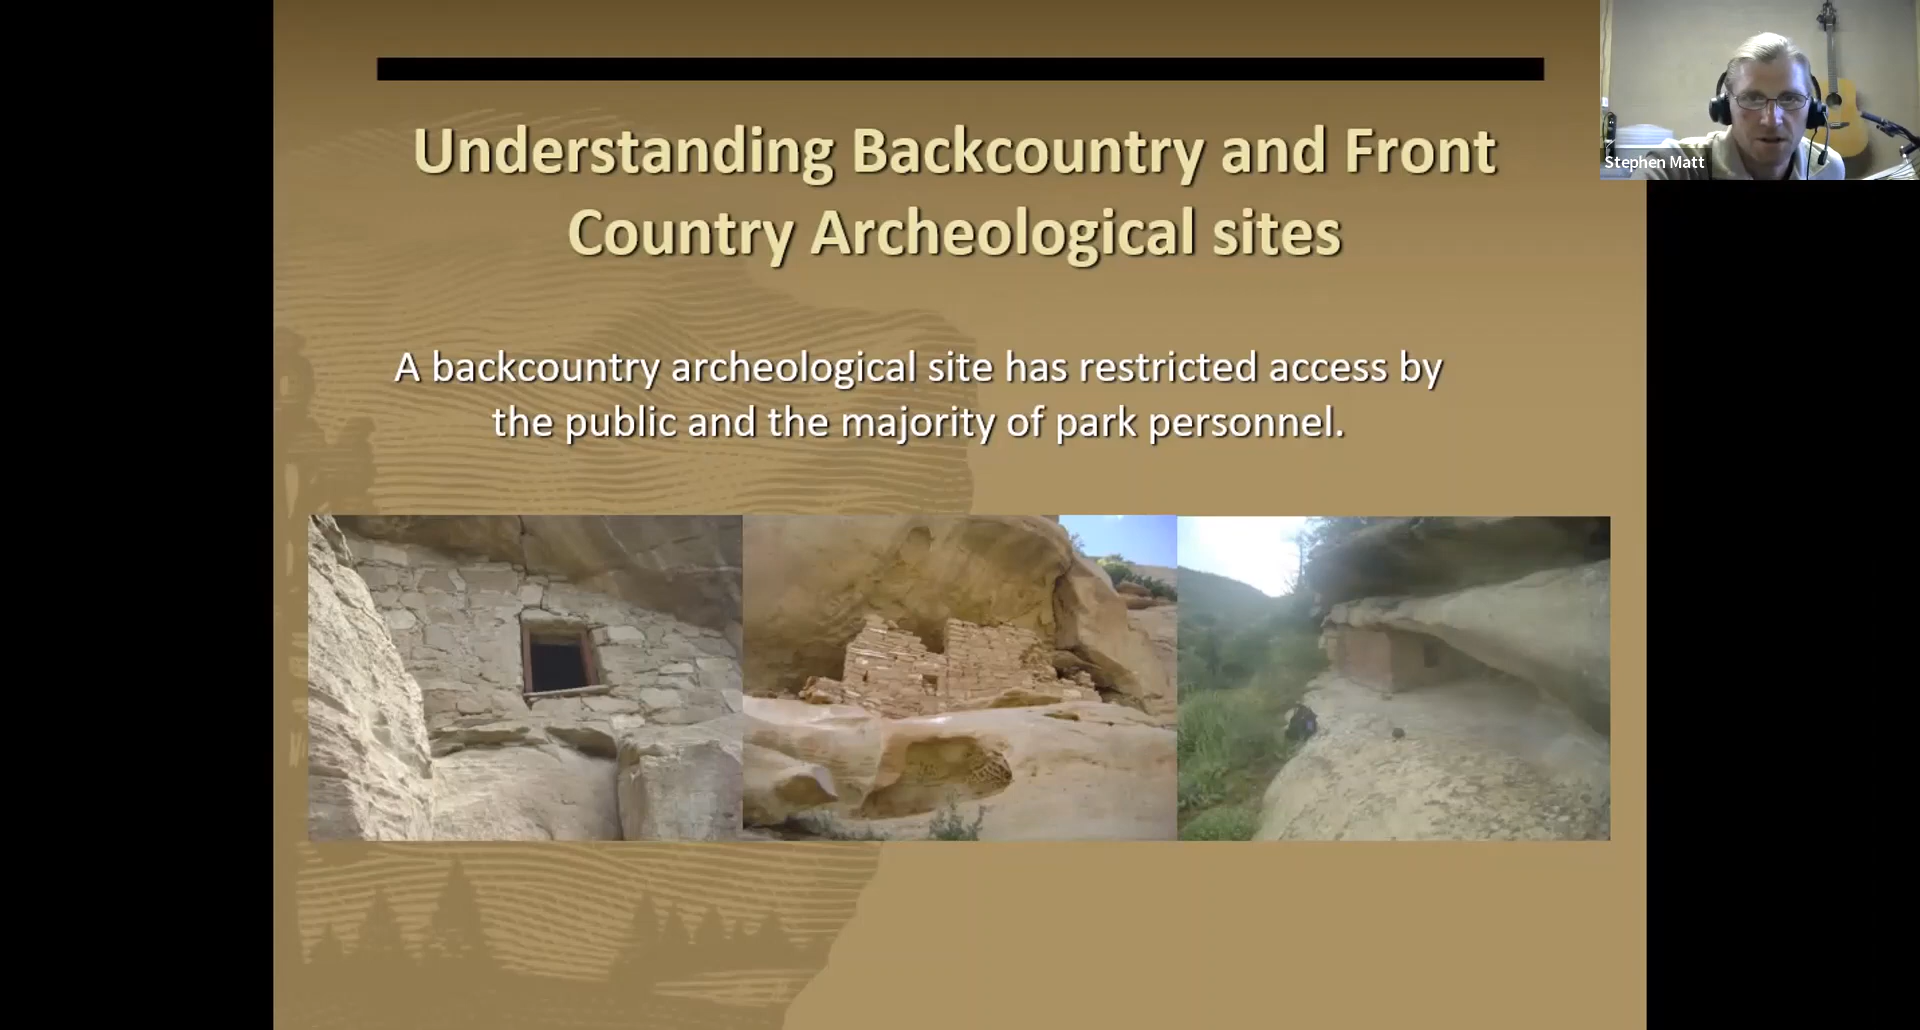 Understanding Backcountry and Front
Country Archeological sites
A backcountry archeological site has restricted access by
the public and the majority of park personnel.
Stephen Matt